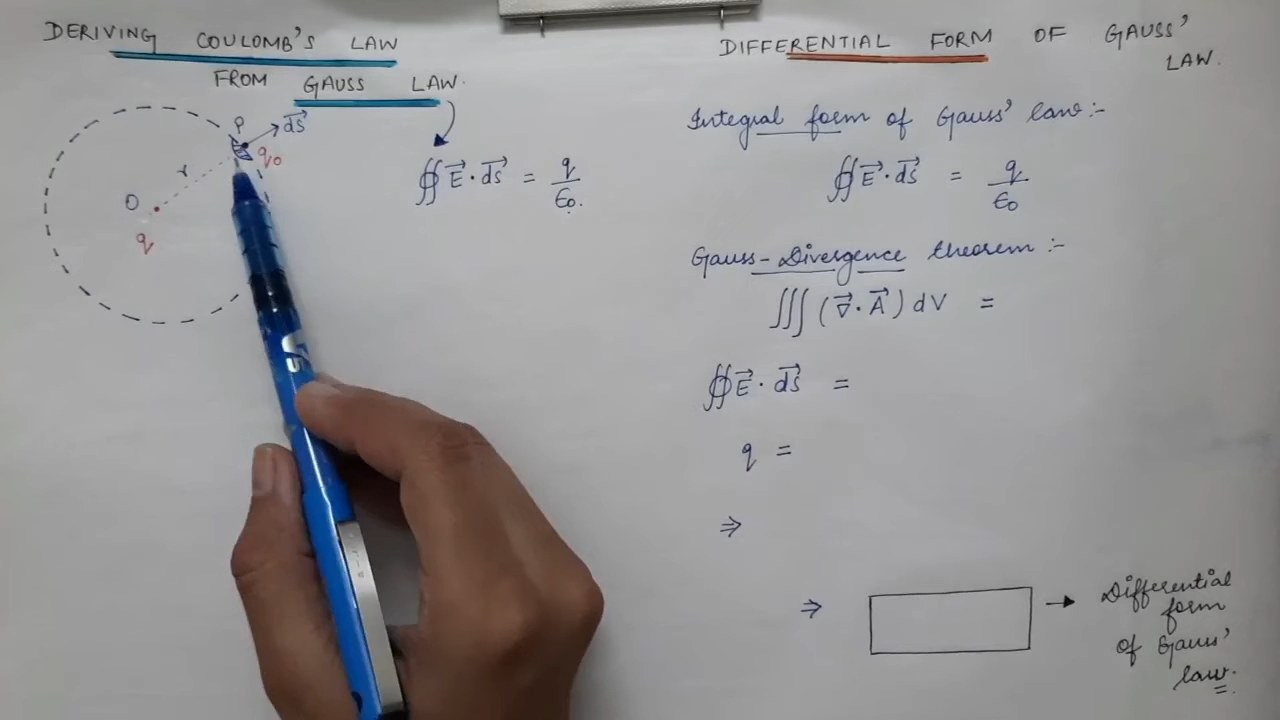 DERIVING COULOMB'S LAW
FROM GAUSS LAW.
P
dS⃗
q₀
r
O
q
∯ E⃗ · dS⃗ = q/ε₀.
DIFFERENTIAL FORM OF GAUSS'
LAW.
Integral form of Gauss' law :-
∯ E⃗ · dS⃗ = q/ε₀
Gauss-Divergence theorem :-
∭ (∇⃗ · A⃗) dV =
∯ E⃗ · dS⃗ =
q =
⇒
⇒ → Differential
form
of Gauss'
law.